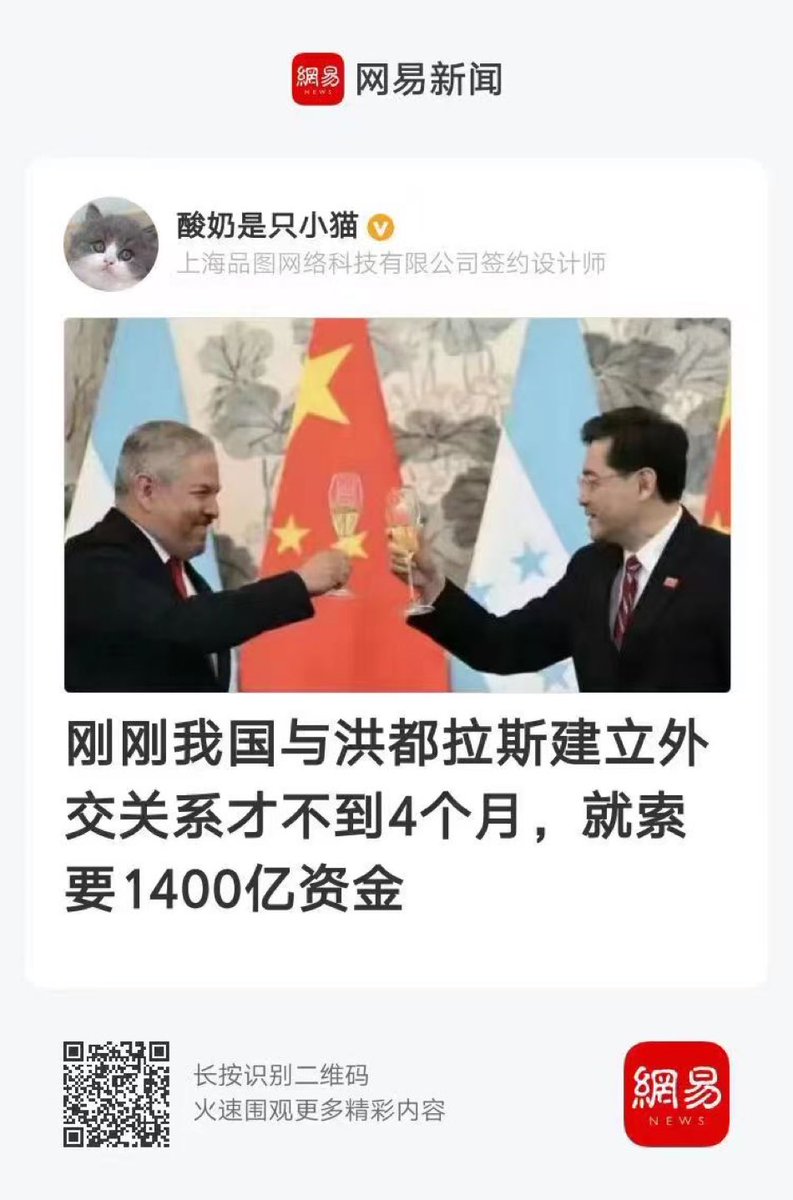 網易
NEWS
网易新闻
酸奶是只小猫
V
上海品图网络科技有限公司签约设计师
刚刚我国与洪都拉斯建立外
交关系才不到4个月，就索
要1400亿资金
长按识别二维码
火速围观更多精彩内容
網易
NEWS